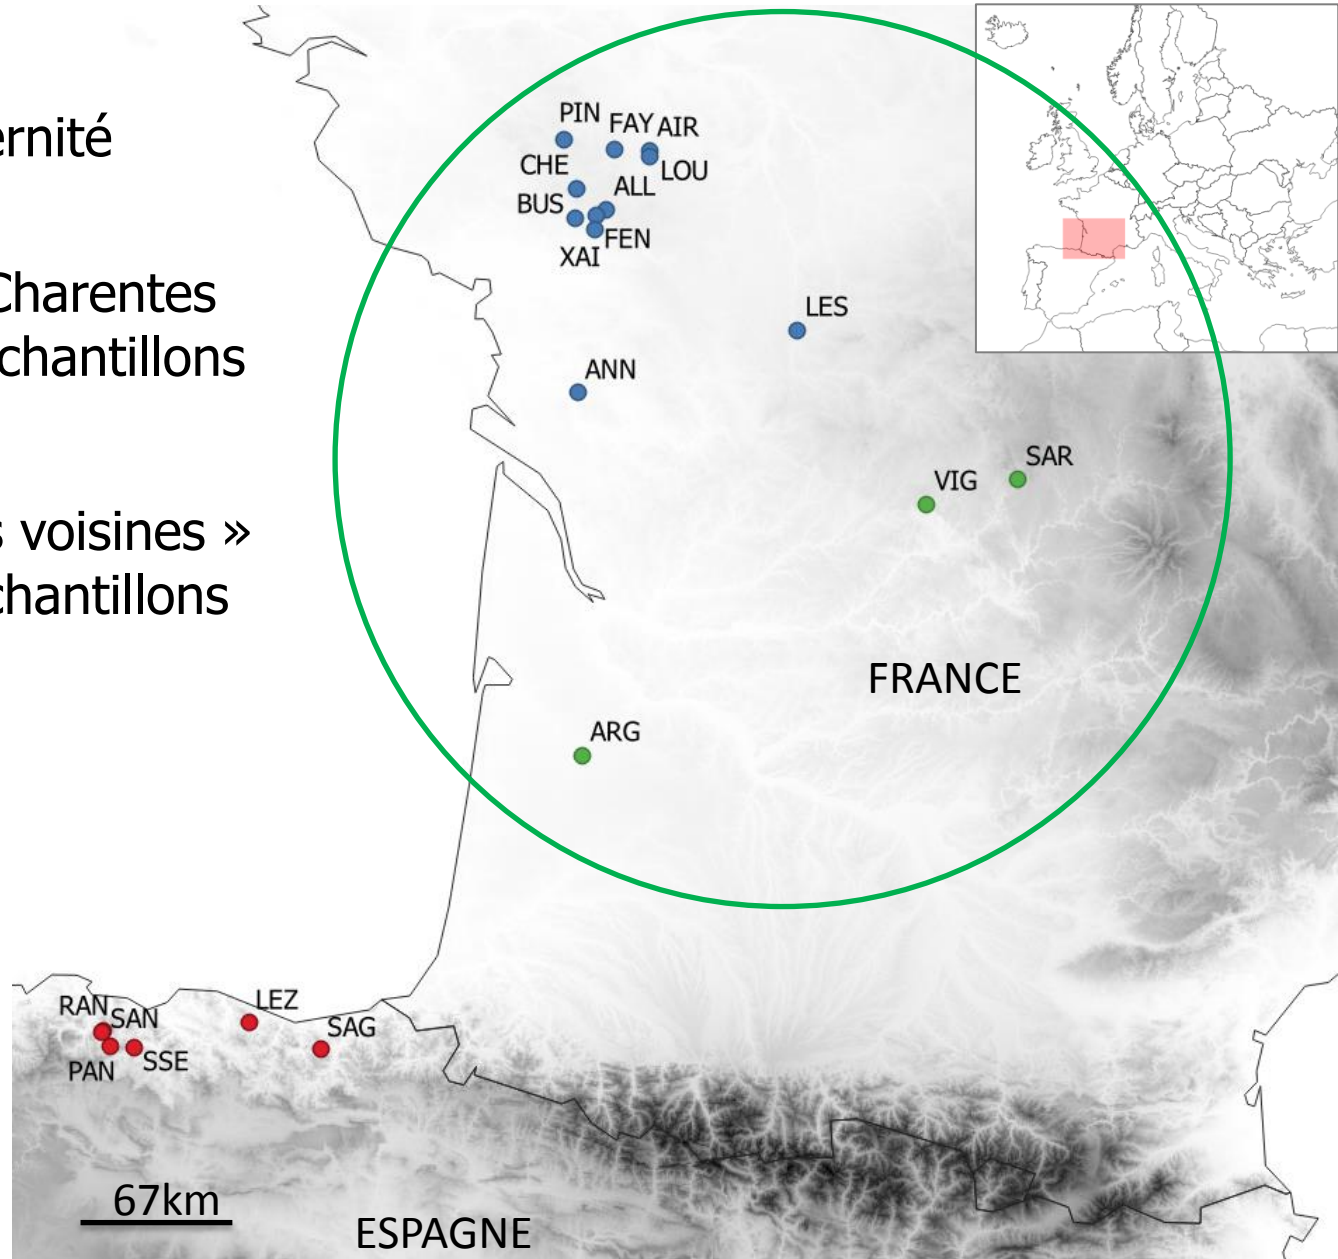 ernité
Charentes
chantillons
s voisines »
chantillons
PIN
FAY
AIR
CHE
LOU
ALL
BUS
FEN
XAI
LES
ANN
SAR
VIG
FRANCE
ARG
RAN
SAN
LEZ
SAG
PAN
SSE
67km
ESPAGNE